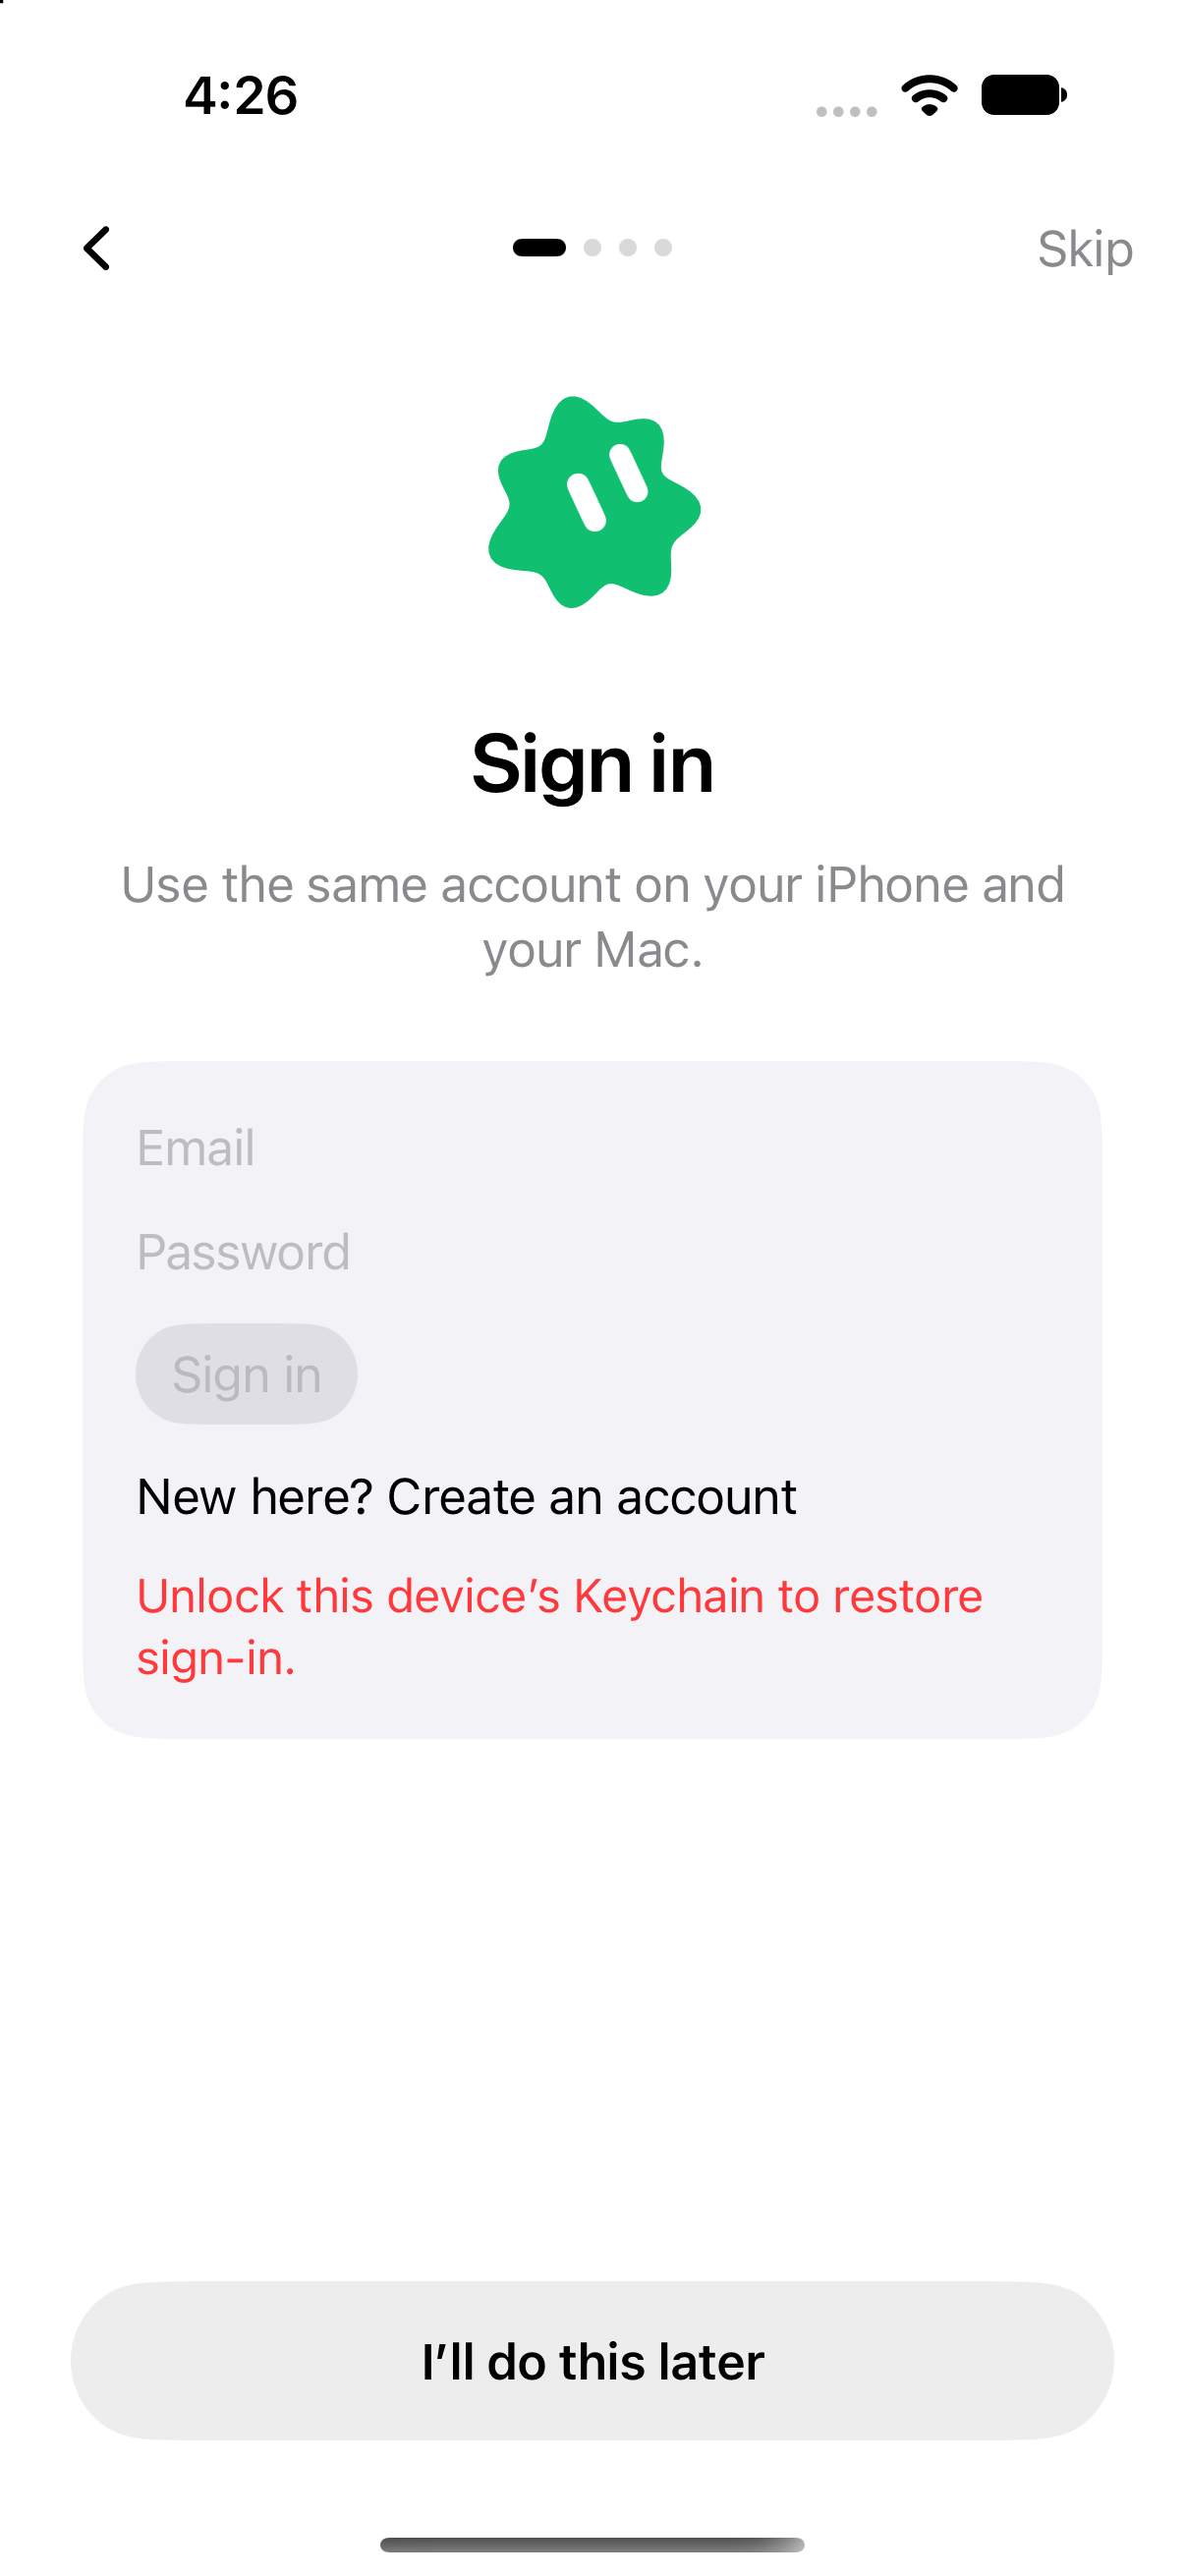 4:26
Skip
Sign in
Use the same account on your iPhone and
your Mac.
Email
Password
Sign in
New here? Create an account
Unlock this device’s Keychain to restore
sign-in.
I’ll do this later